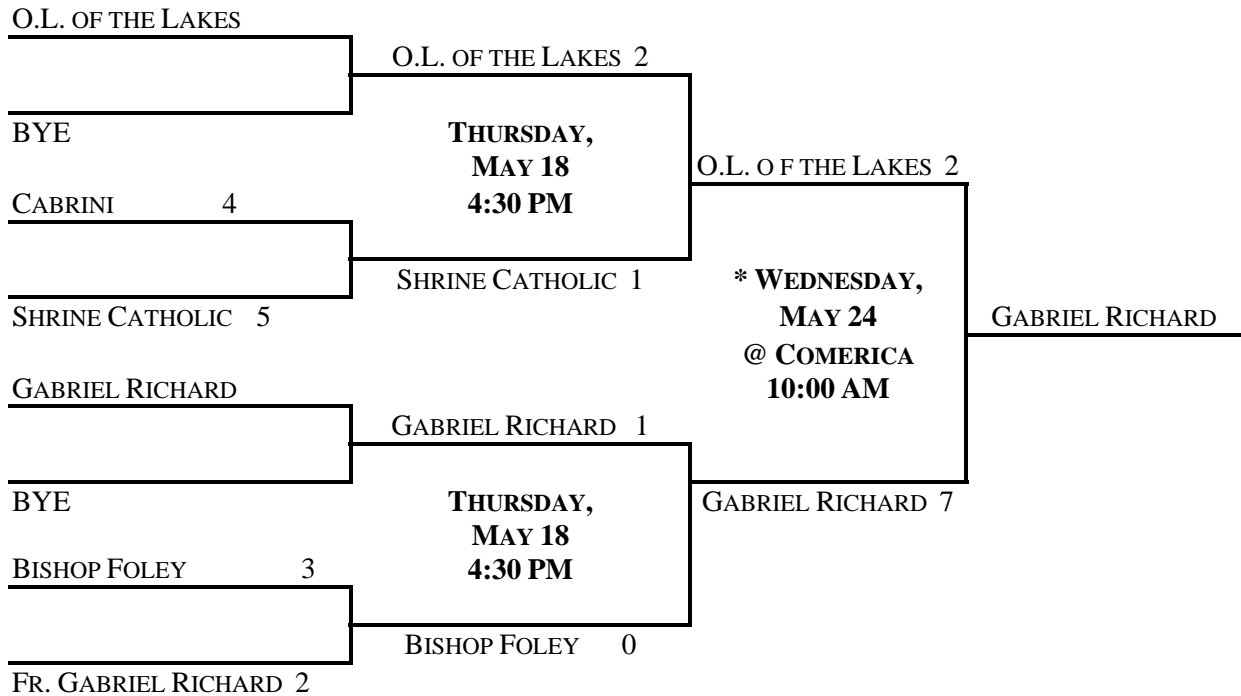 O.L. OF THE LAKES
O.L. OF THE LAKES 2
BYE
THURSDAY,
MAY 18
4:30 PM
O.L. O F THE LAKES 2
CABRINI 4
SHRINE CATHOLIC 1
SHRINE CATHOLIC 5
* WEDNESDAY,
MAY 24
@ COMERICA
10:00 AM
GABRIEL RICHARD
GABRIEL RICHARD
GABRIEL RICHARD 1
BYE
THURSDAY,
MAY 18
4:30 PM
GABRIEL RICHARD 7
BISHOP FOLEY 3
BISHOP FOLEY 0
FR. GABRIEL RICHARD 2